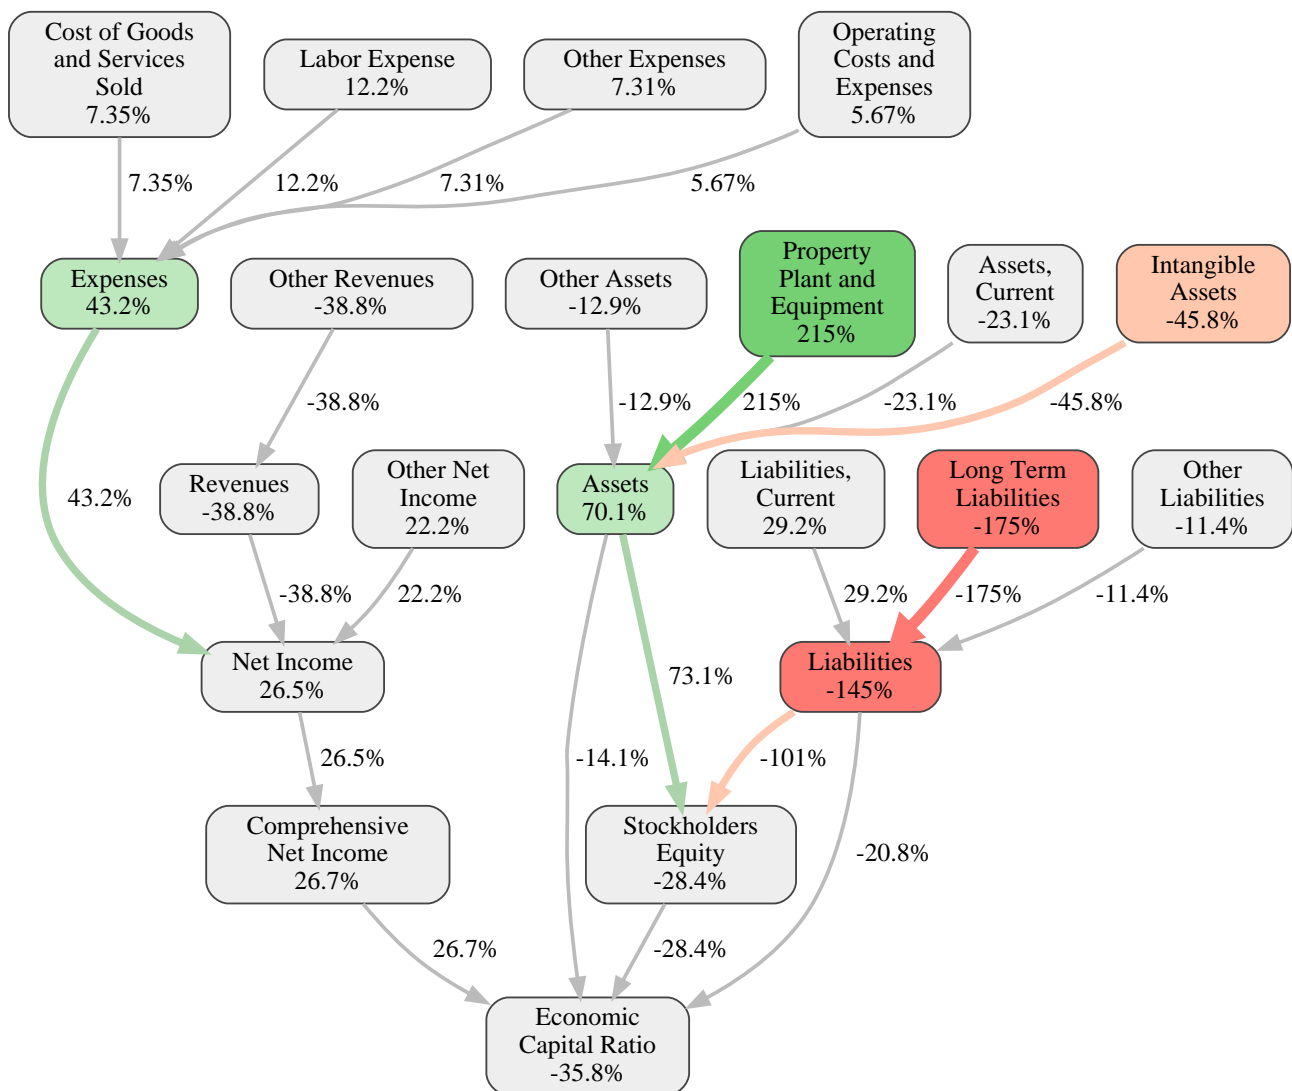 Cost of Goods
and Services
Sold
7.35%
Labor Expense
12.2%
Other Expenses
7.31%
Operating
Costs and
Expenses
5.67%
7.35%
12.2%
7.31%
5.67%
Expenses
43.2%
Other Revenues
-38.8%
Other Assets
-12.9%
Property
Plant and
Equipment
215%
Assets,
Current
-23.1%
Intangible
Assets
-45.8%
-38.8%
-12.9%
215%
-23.1%
-45.8%
43.2%
Revenues
-38.8%
Other Net
Income
22.2%
Assets
70.1%
Liabilities,
Current
29.2%
Long Term
Liabilities
-175%
Other
Liabilities
-11.4%
-38.8%
22.2%
29.2%
-175%
-11.4%
Net Income
26.5%
73.1%
Liabilities
-145%
26.5%
-14.1%
-101%
Comprehensive
Net Income
26.7%
Stockholders
Equity
-28.4%
-20.8%
26.7%
-28.4%
Economic
Capital Ratio
-35.8%